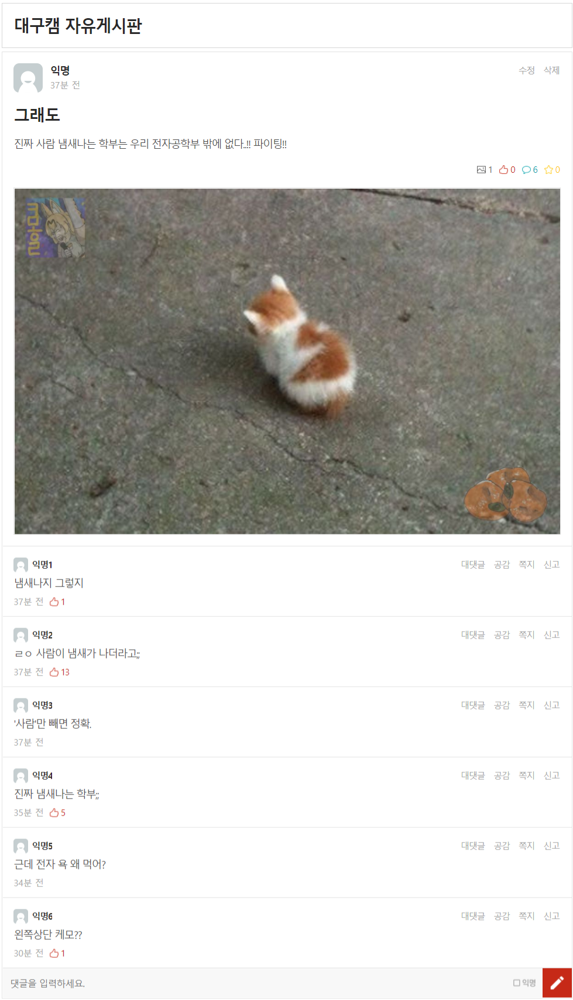 대구캠 자유게시판
익명
수정 삭제
37분 전
그래도
진짜 사람 냄새나는 학부는 우리 전자공학부 밖에 없다..!! 파이팅!!
1 0 6 0
익명1
대댓글 공감 쪽지 신고
냄새나지 그렇지
37분 전 1
익명2
대댓글 공감 쪽지 신고
ㄹㅇ 사람이 냄새가 나더라고;;
37분 전 13
익명3
대댓글 공감 쪽지 신고
'사람'만 빼면 정확.
37분 전
익명4
대댓글 공감 쪽지 신고
진짜 냄새나는 학부;;
35분 전 5
익명5
대댓글 공감 쪽지 신고
근데 전자 욕 왜 먹어?
34분 전
익명6
대댓글 공감 쪽지 신고
왼쪽상단 케모??
30분 전 1
댓글을 입력하세요.
익명